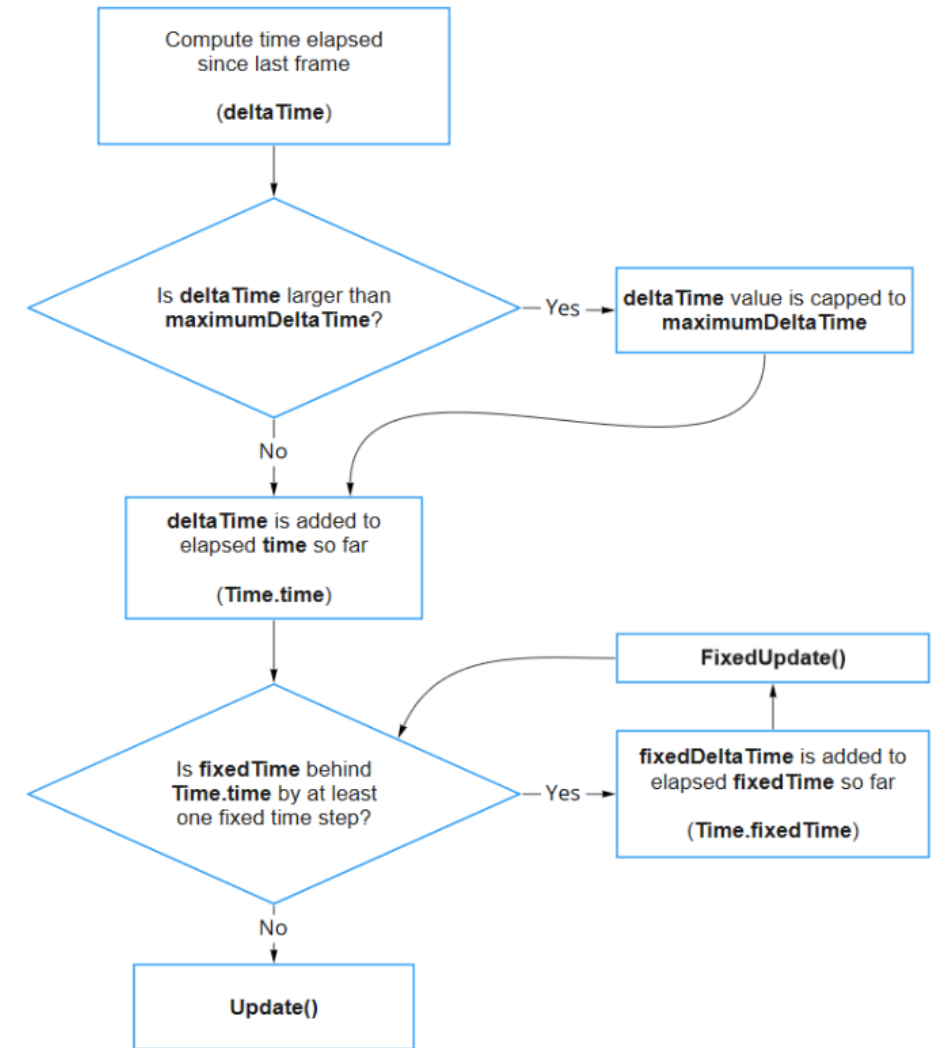 Compute time elapsed
since last frame
(deltaTime)
Is deltaTime larger than
maximumDeltaTime?
Yes
deltaTime value is capped to
maximumDeltaTime
No
deltaTime is added to
elapsed time so far
(Time.time)
Is fixedTime behind
Time.time by at least
one fixed time step?
Yes
fixedDeltaTime is added to
elapsed fixedTime so far
(Time.fixedTime)
FixedUpdate()
No
Update()